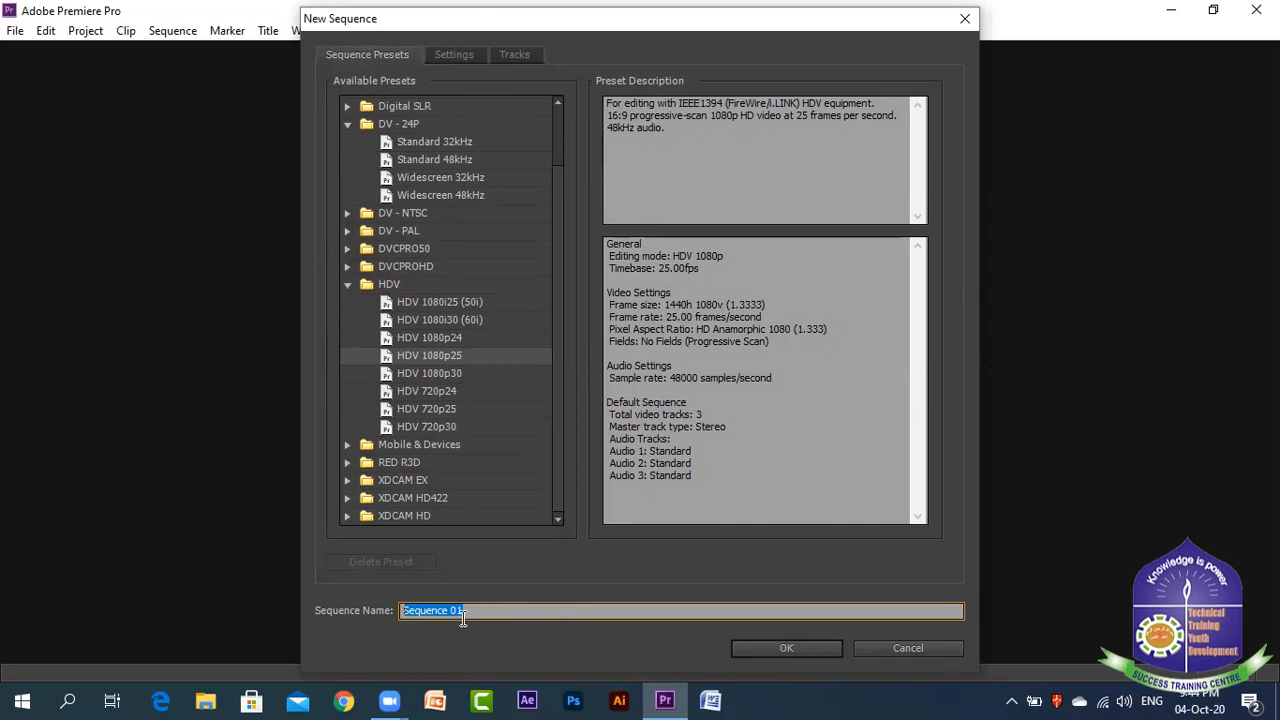 Adobe Premiere Pro
New Sequence
File Edit Project Clip Sequence Marker Title W
Sequence Presets Settings Tracks
Available Presets
Digital SLR
DV - 24P
Standard 32kHz
Standard 48kHz
Widescreen 32kHz
Widescreen 48kHz
DV - NTSC
DV - PAL
DVCPRO50
DVCPROHD
HDV
HDV 1080i25 (50i)
HDV 1080i30 (60i)
HDV 1080p24
HDV 1080p25
HDV 1080p30
HDV 720p24
HDV 720p25
HDV 720p30
Mobile & Devices
RED R3D
XDCAM EX
XDCAM HD422
XDCAM HD
Delete Preset
Preset Description
For editing with IEEE1394 (FireWire/i.LINK) HDV equipment.
16:9 progressive-scan 1080p HD video at 25 frames per second.
48kHz audio.
General
Editing mode: HDV 1080p
Timebase: 25.00fps
Video Settings
Frame size: 1440h 1080v (1.3333)
Frame rate: 25.00 frames/second
Pixel Aspect Ratio: HD Anamorphic 1080 (1.333)
Fields: No Fields (Progressive Scan)
Audio Settings
Sample rate: 48000 samples/second
Default Sequence
Total video tracks: 3
Master track type: Stereo
Audio Tracks:
Audio 1: Standard
Audio 2: Standard
Audio 3: Standard
Sequence Name: Sequence 01
OK Cancel
Knowledge is power
Technical
Training
Youth
Development
SUCCESS TRAINING CENTRE
9:44 PM
04-Oct-20
2